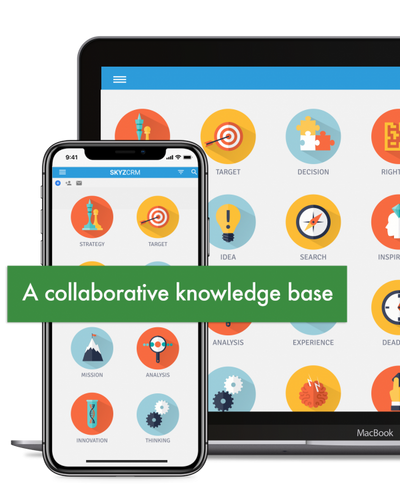 TARGET
DECISION
RIGHT
9:41
SKYZCRM
STRATEGY
TARGET
IDEA
SEARCH
INSPIR
A collaborative knowledge base
MISSION
ANALYSIS
ANALYSIS
EXPERIENCE
DEAD
INNOVATION
THINKING
MacBook